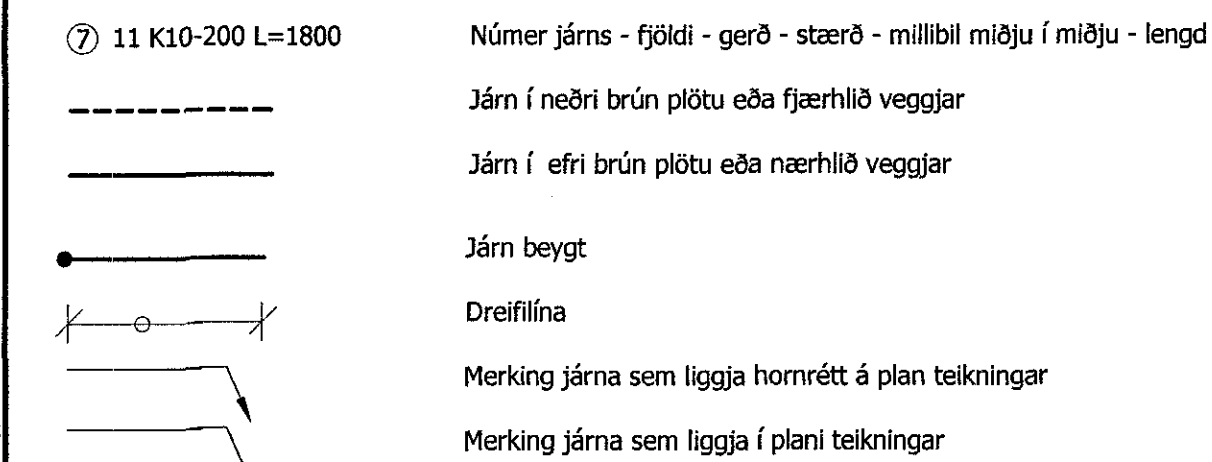 ⑦ 11 K10-200 L=1800 Númer járns - fjöldi - gerð - stærð - millibil miðju í miðju - lengd
Járn í neðri brún plötu eða fjærhlið veggjar
Járn í efri brún plötu eða nærhlið veggjar
Járn beygt
Dreifilína
Merking járna sem liggja hornrétt á plan teikningar
Merking járna sem liggja í plani teikningar